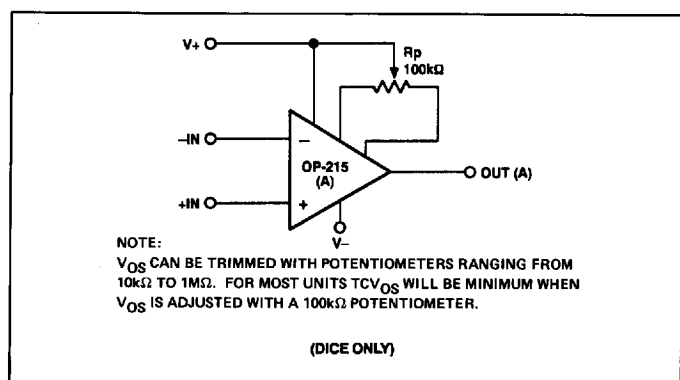 V+
Rp
100kΩ
–IN
–
OP-215
(A)
OUT (A)
+IN
+
V–
NOTE:
VOS CAN BE TRIMMED WITH POTENTIOMETERS RANGING FROM
10kΩ TO 1MΩ. FOR MOST UNITS TCVOS WILL BE MINIMUM WHEN
VOS IS ADJUSTED WITH A 100kΩ POTENTIOMETER.
(DICE ONLY)